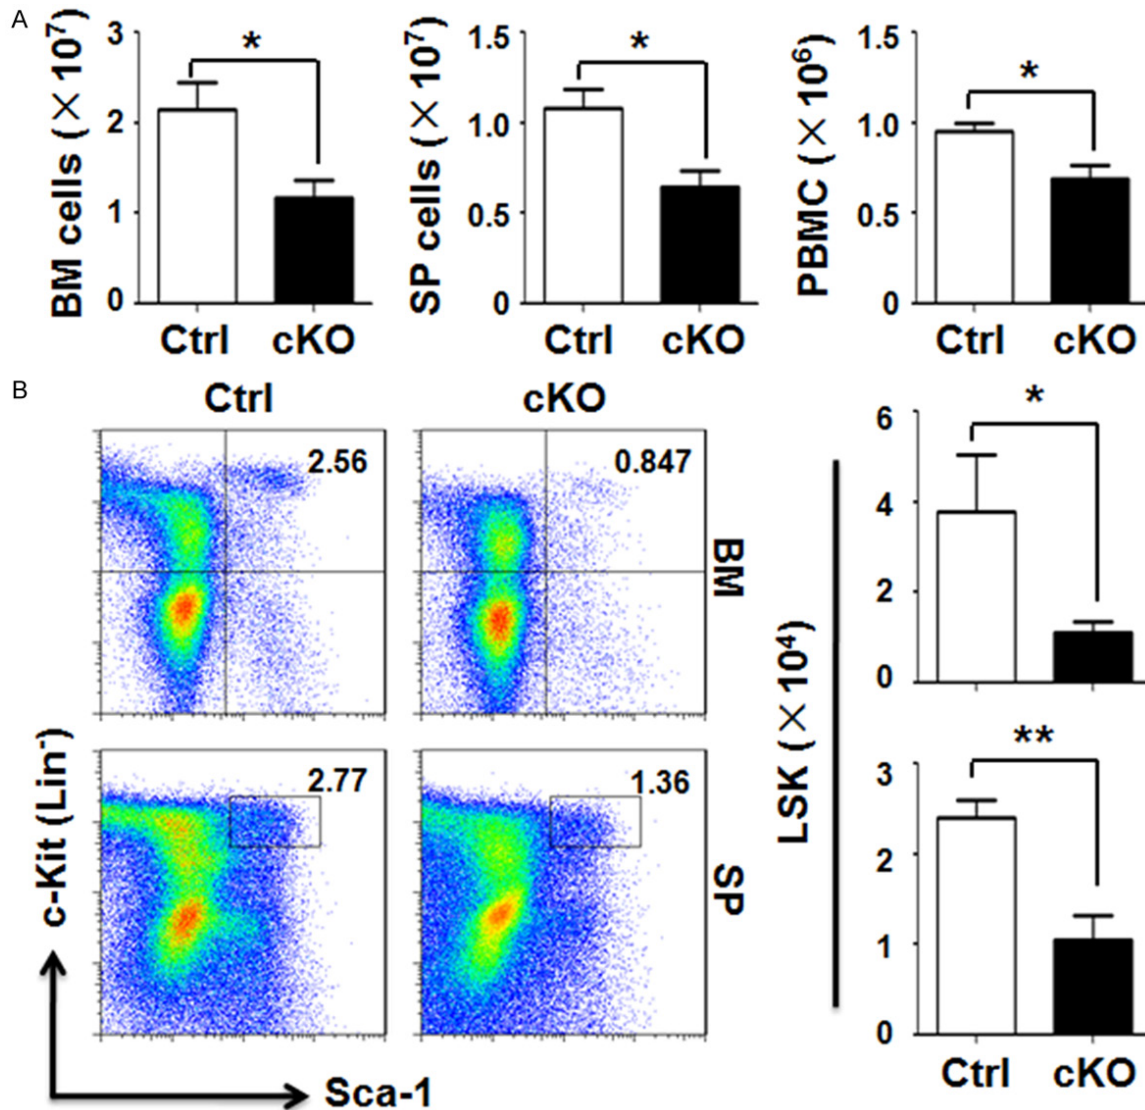 A
BM cells (×10⁷)
3
2
1
0
*
Ctrl cKO
SP cells (×10⁷)
1.5
1.0
0.5
0
*
Ctrl cKO
PBMC (×10⁶)
1.5
1.0
0.5
0
*
Ctrl cKO
B
Ctrl
cKO
2.56
0.847
BM
2.77
1.36
SP
c-Kit (Lin⁻)
Sca-1
LSK (×10⁴)
6
4
2
0
*
3
2
1
0
**
Ctrl cKO